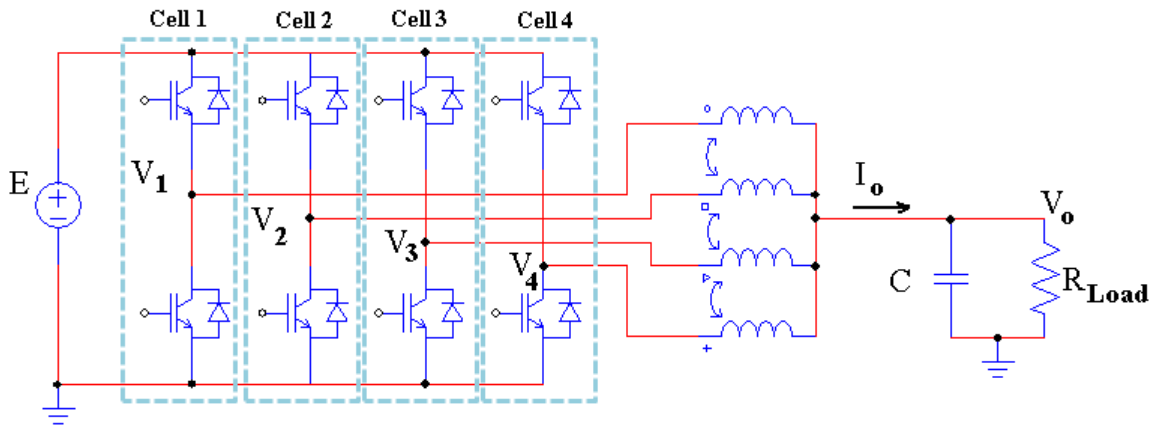 Cell 1
Cell 2
Cell 3
Cell 4
E
V1
V2
V3
V4
Io
Vo
C
RLoad